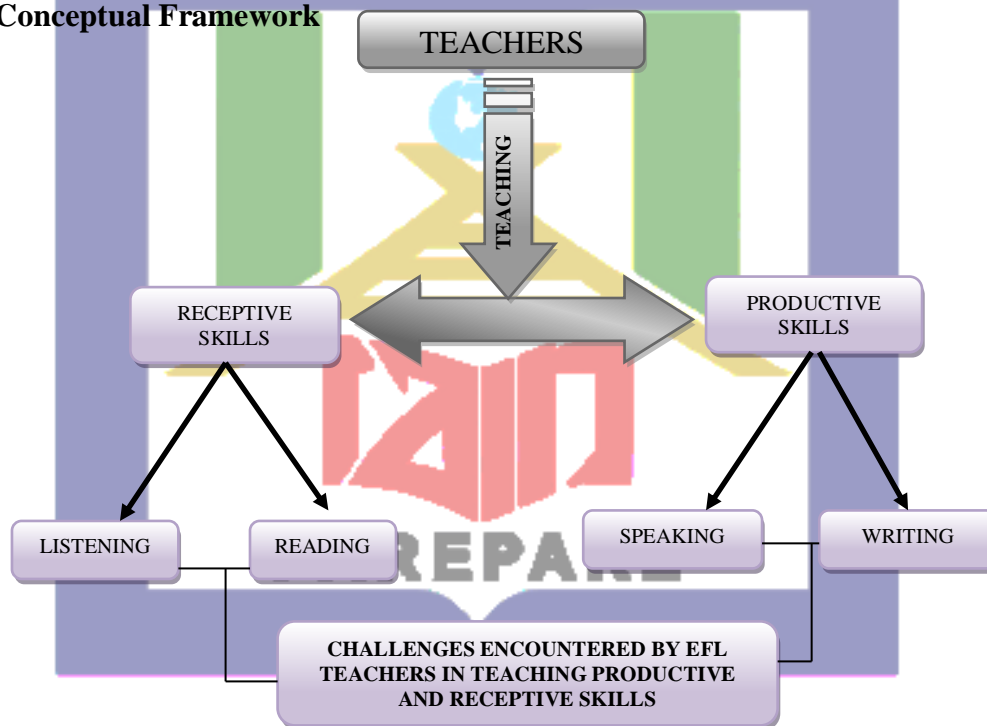 Conceptual Framework
TEACHERS
TEACHING
RECEPTIVE
SKILLS
PRODUCTIVE
SKILLS
LISTENING
READING
SPEAKING
WRITING
CHALLENGES ENCOUNTERED BY EFL
TEACHERS IN TEACHING PRODUCTIVE
AND RECEPTIVE SKILLS